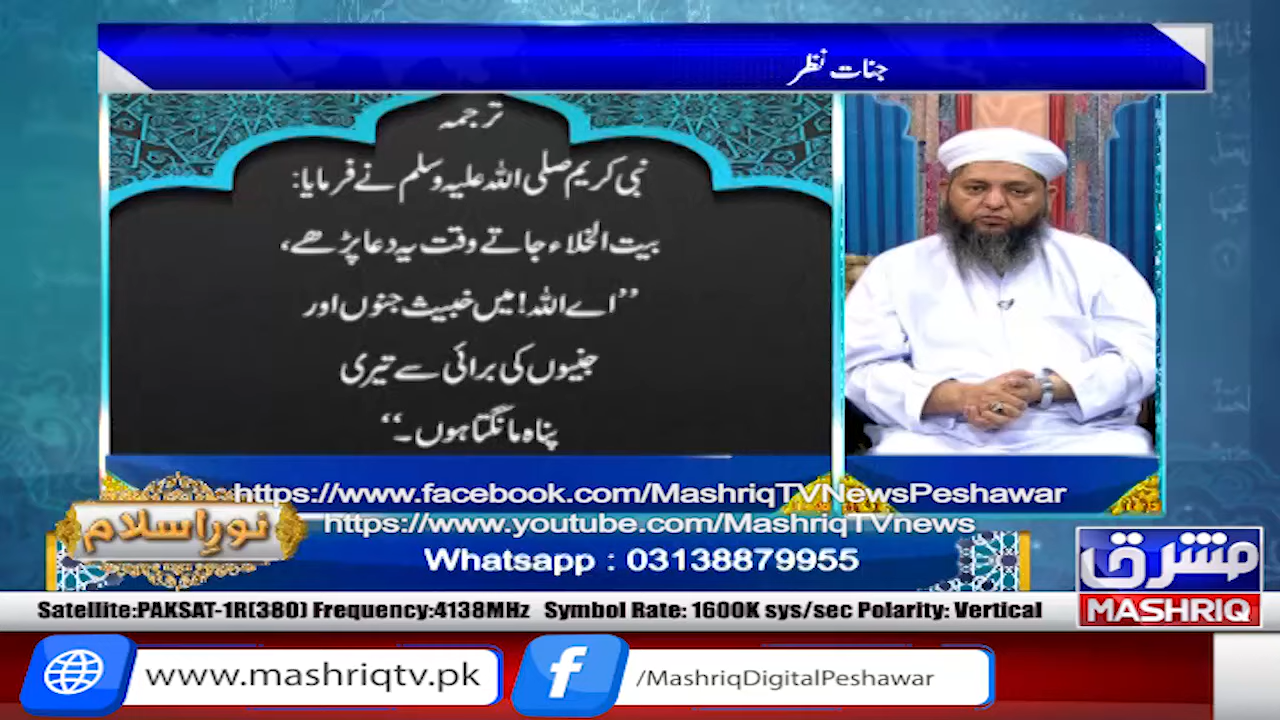 جنات نظر
ترجمہ
نبی کریم صلی اللہ علیہ وسلم نے فرمایا:
بیت الخلاء جاتے وقت یہ دعا پڑھے،
”اے اللہ! میں خبیث جنوں اور
جنیوں کی برائی سے تیری
پناہ مانگتا ہوں۔“
https://www.facebook.com/MashriqTVNewsPeshawar
https://www.youtube.com/MashriqTVnews
Whatsapp : 03138879955
نورِ اسلام
مشرق
MASHRIQ
Satellite:PAKSAT-1R(380) Frequency:4138MHz Symbol Rate: 1600K sys/sec Polarity: Vertical
www.mashriqtv.pk
f /MashriqDigitalPeshawar